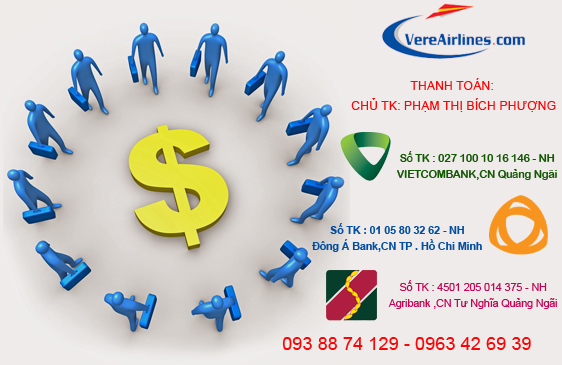 VereAirlines.com
THANH TOÁN:
CHỦ TK: PHẠM THỊ BÍCH PHƯỢNG
Số TK : 027 100 10 16 146 - NH
VIETCOMBANK,CN Quảng Ngãi
Số TK : 01 05 80 32 62 - NH
Đông Á Bank,CN TP . Hồ Chí Minh
Số TK : 4501 205 014 375 - NH
Agribank ,CN Tư Nghĩa Quảng Ngãi
093 88 74 129 - 0963 42 69 39